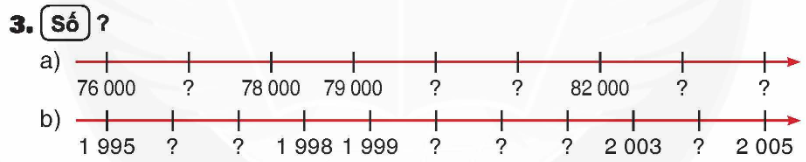 3. Số ?
a)
76 000 ? 78 000 79 000 ? ? 82 000 ? ?
b)
1 995 ? ? 1 998 1 999 ? ? ? 2 003 ? 2 005